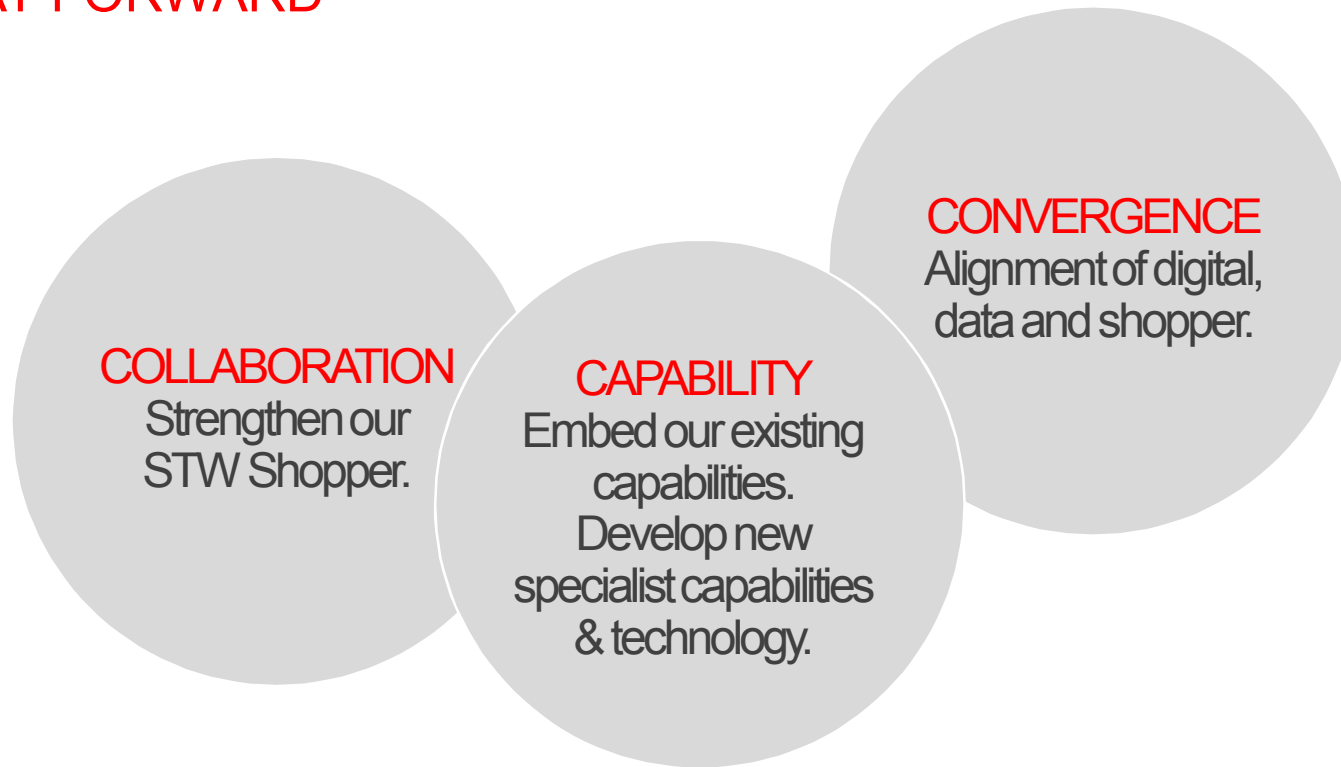 FORWARD
COLLABORATION
Strengthen our
STW Shopper.
CAPABILITY
Embed our existing
capabilities.
Develop new
specialist capabilities
& technology.
CONVERGENCE
Alignment of digital,
data and shopper.